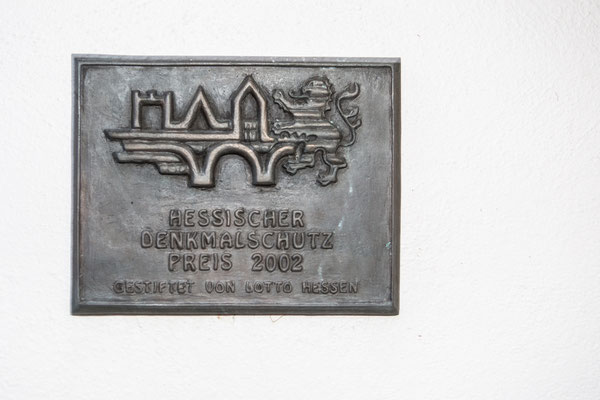 HESSISCHER
DENKMALSCHUTZ
PREIS 2002
GESTIFTET VON LOTTO HESSEN